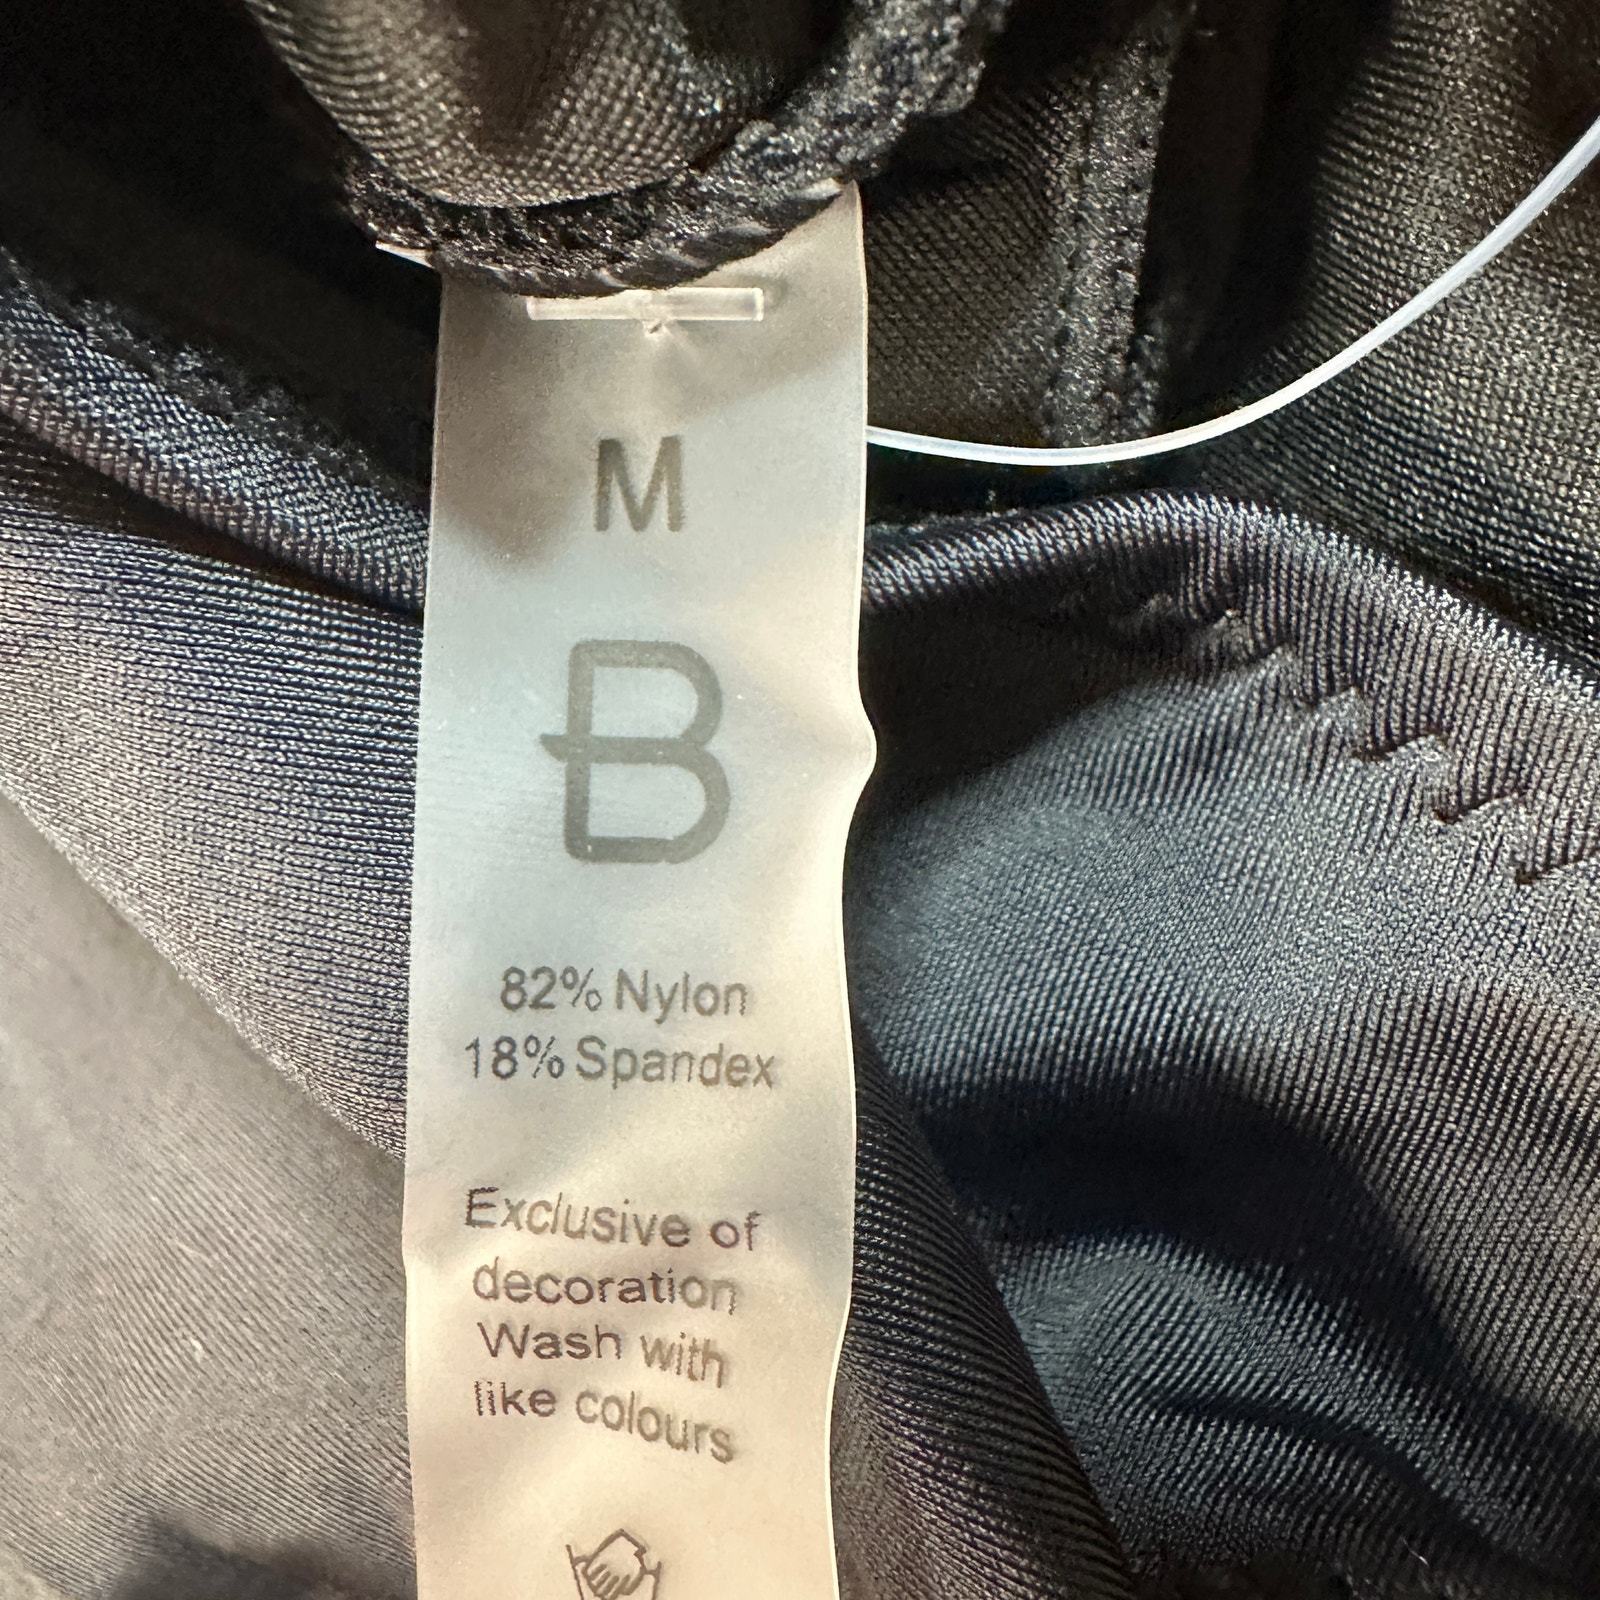 M
B
82% Nylon
18% Spandex
Exclusive of
decoration
Wash with
like colours